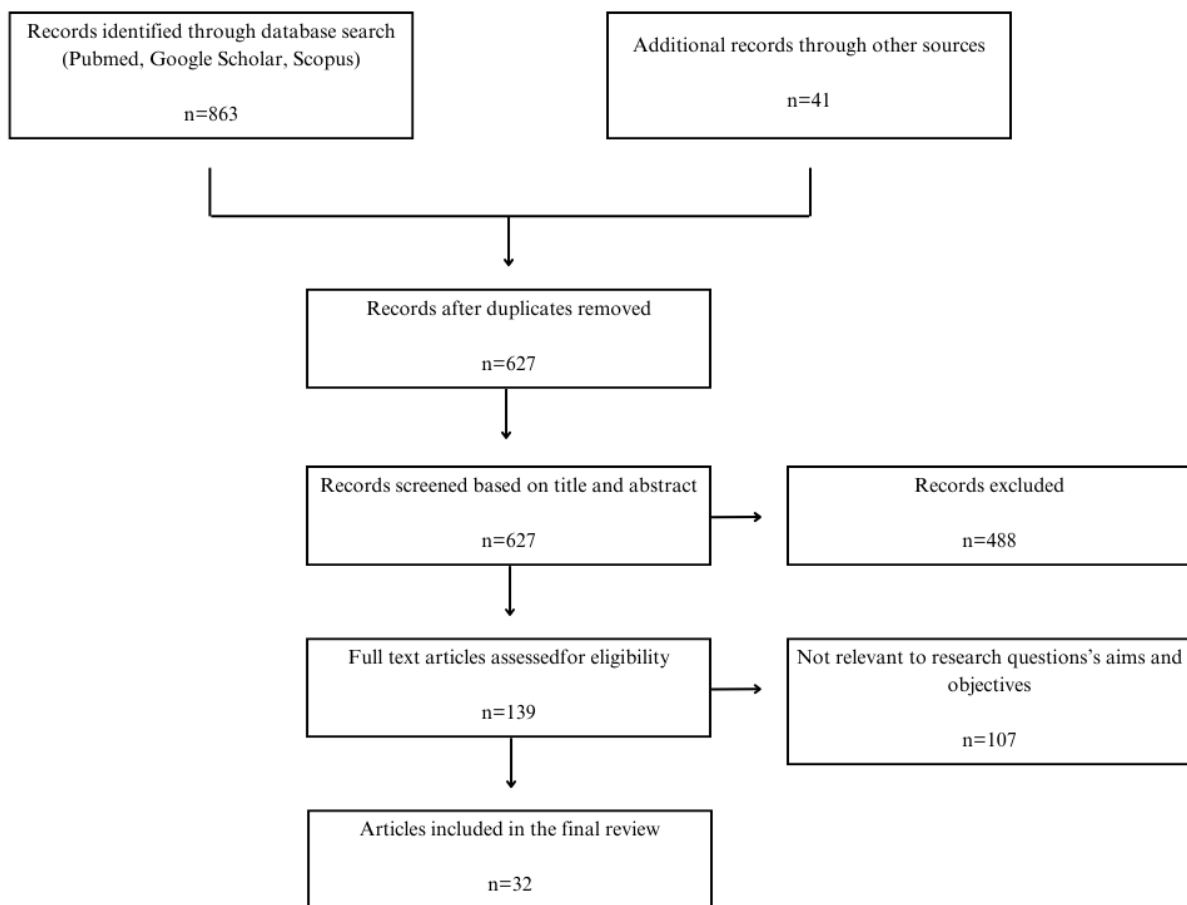 Records identified through database search
(Pubmed, Google Scholar, Scopus)
n=863
Additional records through other sources
n=41
Records after duplicates removed
n=627
Records screened based on title and abstract
n=627
Records excluded
n=488
Full text articles assessedfor eligibility
n=139
Not relevant to research questions's aims and
objectives
n=107
Articles included in the final review
n=32